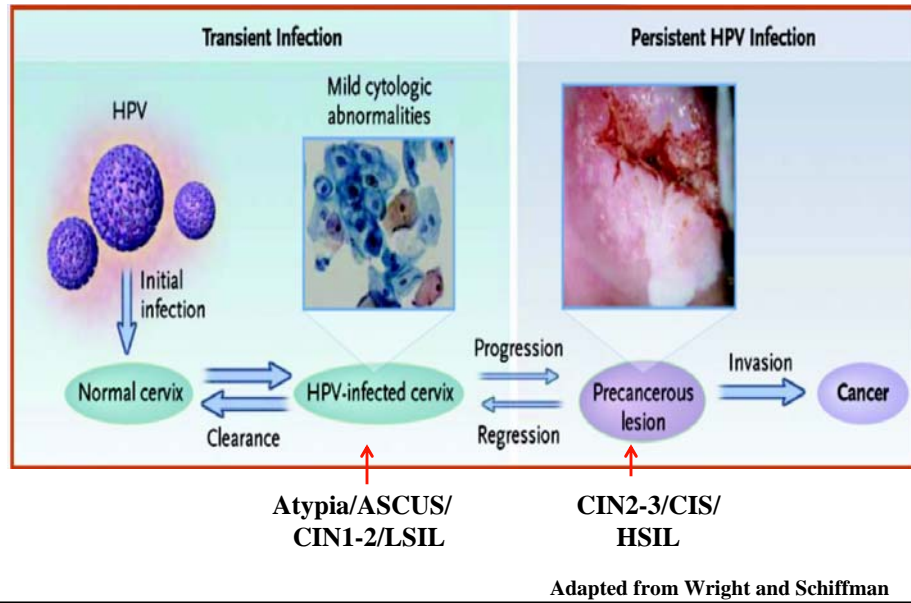 Transient Infection
Persistent HPV Infection
Mild cytologic
abnormalities
HPV
Initial
infection
Progression
Invasion
Normal cervix
HPV-infected cervix
Precancerous
lesion
Cancer
Clearance
Regression
Atypia/ASCUS/
CIN1-2/LSIL
CIN2-3/CIS/
HSIL
Adapted from Wright and Schiffman